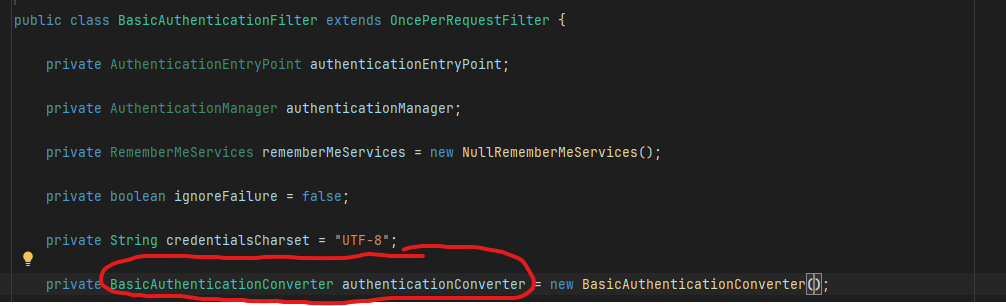 public class BasicAuthenticationFilter extends OncePerRequestFilter {
private AuthenticationEntryPoint authenticationEntryPoint;
private AuthenticationManager authenticationManager;
private RememberMeServices rememberMeServices = new NullRememberMeServices();
private boolean ignoreFailure = false;
private String credentialsCharset = "UTF-8";
private BasicAuthenticationConverter authenticationConverter = new BasicAuthenticationConverter();